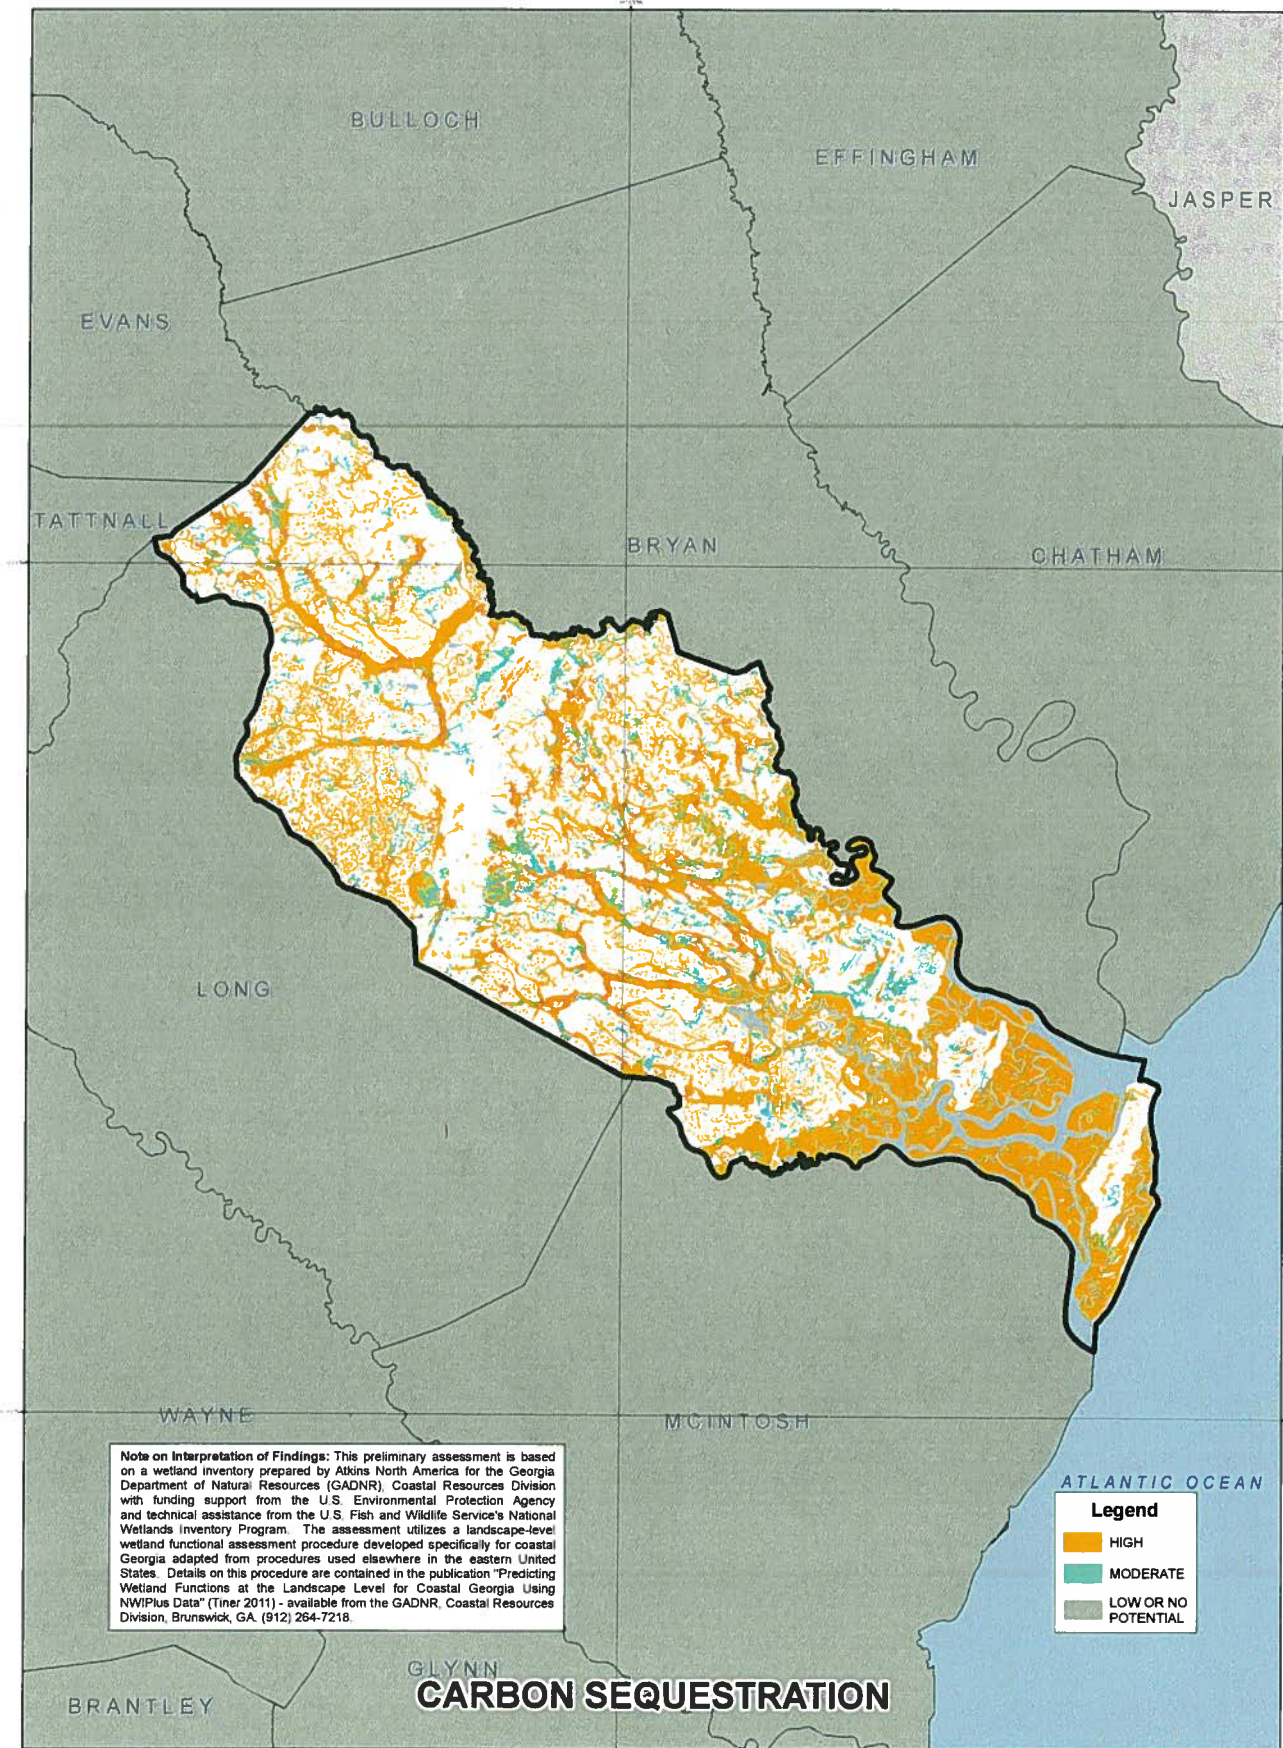 BULLOCH
EFFINGHAM
JASPER
EVANS
TATTNALL
BRYAN
CHATHAM
LONG
WAYNE
MCINTOSH
Note on Interpretation of Findings: This preliminary assessment is based
on a wetland inventory prepared by Atkins North America for the Georgia
Department of Natural Resources (GADNR), Coastal Resources Division
with funding support from the U.S. Environmental Protection Agency
and technical assistance from the U.S. Fish and Wildlife Service's National
Wetlands Inventory Program. The assessment utilizes a landscape-level
wetland functional assessment procedure developed specifically for coastal
Georgia adapted from procedures used elsewhere in the eastern United
States. Details on this procedure are contained in the publication "Predicting
Wetland Functions at the Landscape Level for Coastal Georgia Using
NWIPlus Data" (Tiner 2011) - available from the GADNR, Coastal Resources
Division, Brunswick, GA. (912) 264-7218.
ATLANTIC OCEAN
Legend
HIGH
MODERATE
LOW OR NO
POTENTIAL
GLYNN
BRANTLEY
CARBON SEQUESTRATION